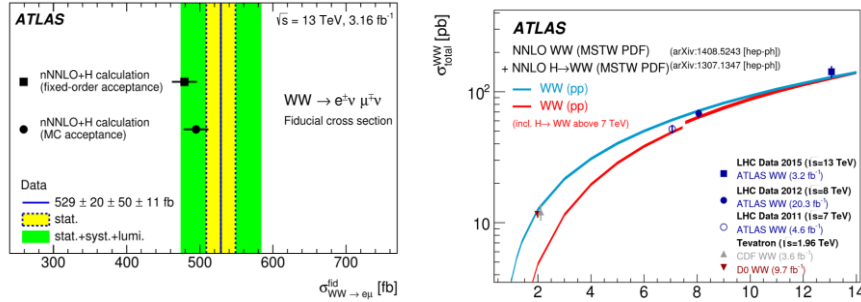 ATLAS
√s = 13 TeV, 3.16 fb⁻¹
nNNLO+H calculation
(fixed-order acceptance)
nNNLO+H calculation
(MC acceptance)
WW → e±ν μ∓ν
Fiducial cross section
Data
529 ± 20 ± 50 ± 11 fb
stat.
stat.+syst.+lumi.
300 400 500 600 700
σ^fid_WW → eμ [fb]
σ^WW_total [pb]
ATLAS
NNLO WW (MSTW PDF) (arXiv:1408.5243 [hep-ph])
+ NNLO H→WW (MSTW PDF) (arXiv:1307.1347 [hep-ph])
WW (pp)
WW (pp)
(incl. H→ WW above 7 TeV)
10²
10
LHC Data 2015 (√s=13 TeV)
ATLAS WW (3.2 fb⁻¹)
LHC Data 2012 (√s=8 TeV)
ATLAS WW (20.3 fb⁻¹)
LHC Data 2011 (√s=7 TeV)
ATLAS WW (4.6 fb⁻¹)
Tevatron (√s=1.96 TeV)
CDF WW (3.6 fb⁻¹)
D0 WW (9.7 fb⁻¹)
2 4 6 8 10 12 14